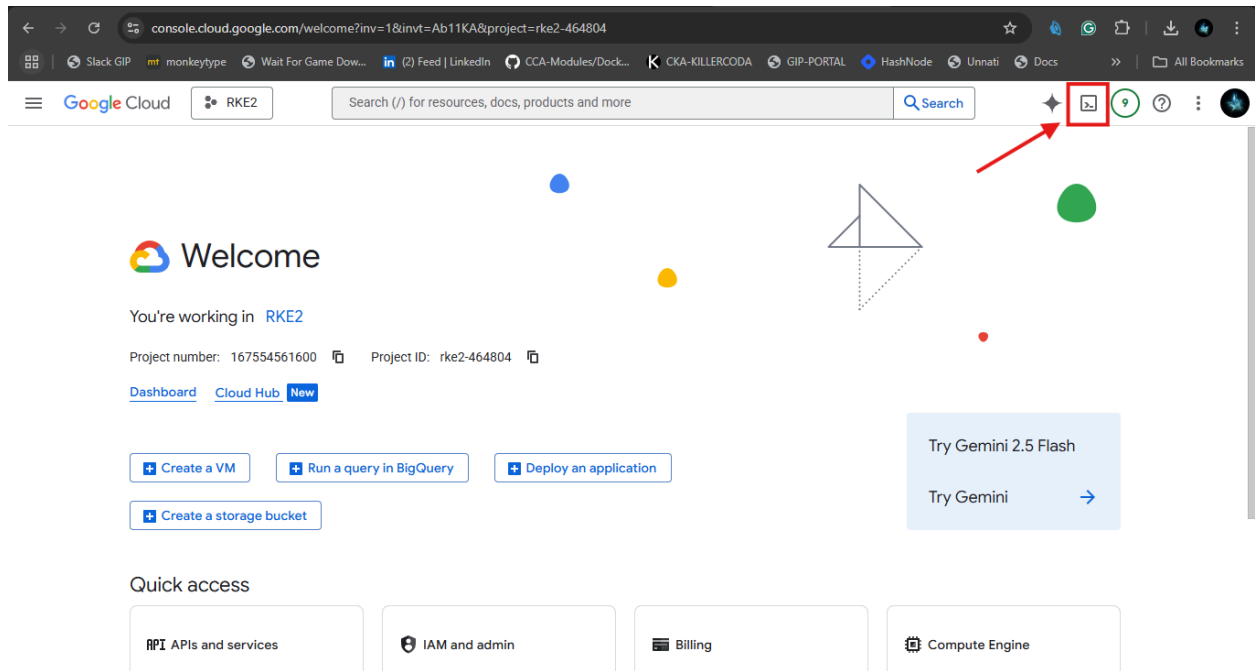 console.cloud.google.com/welcome?inv=1&invt=Ab11KA&project=rke2-464804
Slack GIP monkeytype Wait For Game Dow... (2) Feed | LinkedIn CCA-Modules/Dock... CKA-KILLERCODA GIP-PORTAL HashNode Unnati Docs All Bookmarks
Google Cloud RKE2 Search (/) for resources, docs, products and more Search 9
Welcome
You're working in RKE2
Project number: 167554561600 Project ID: rke2-464804
Dashboard Cloud Hub New
Try Gemini 2.5 Flash
Create a VM Run a query in BigQuery Deploy an application
Try Gemini
Create a storage bucket
Quick access
API APIs and services IAM and admin Billing Compute Engine